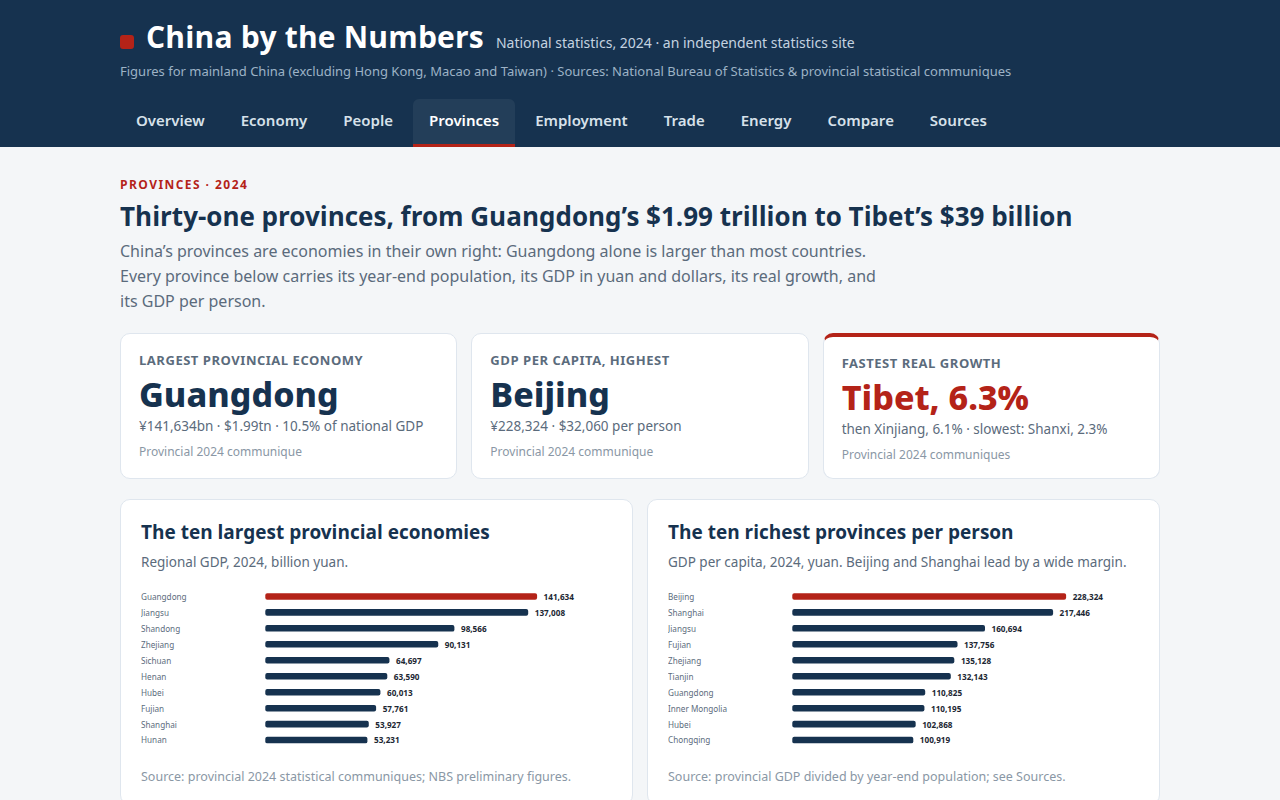 China by the Numbers National statistics, 2024 · an independent statistics site
Figures for mainland China (excluding Hong Kong, Macao and Taiwan) · Sources: National Bureau of Statistics & provincial statistical communiques
Overview Economy People Provinces Employment Trade Energy Compare Sources
PROVINCES · 2024
Thirty-one provinces, from Guangdong’s $1.99 trillion to Tibet’s $39 billion
China’s provinces are economies in their own right: Guangdong alone is larger than most countries.
Every province below carries its year-end population, its GDP in yuan and dollars, its real growth, and
its GDP per person.
LARGEST PROVINCIAL ECONOMY
Guangdong
¥141,634bn · $1.99tn · 10.5% of national GDP
Provincial 2024 communique
GDP PER CAPITA, HIGHEST
Beijing
¥228,324 · $32,060 per person
Provincial 2024 communique
FASTEST REAL GROWTH
Tibet, 6.3%
then Xinjiang, 6.1% · slowest: Shanxi, 2.3%
Provincial 2024 communiques
The ten largest provincial economies
Regional GDP, 2024, billion yuan.
Guangdong 141,634
Jiangsu 137,008
Shandong 98,566
Zhejiang 90,131
Sichuan 64,697
Henan 63,590
Hubei 60,013
Fujian 57,761
Shanghai 53,927
Hunan 53,231
Source: provincial 2024 statistical communiques; NBS preliminary figures.
The ten richest provinces per person
GDP per capita, 2024, yuan. Beijing and Shanghai lead by a wide margin.
Beijing 228,324
Shanghai 217,446
Jiangsu 160,694
Fujian 137,756
Zhejiang 135,128
Tianjin 132,143
Guangdong 110,825
Inner Mongolia 110,195
Hubei 102,868
Chongqing 100,919
Source: provincial GDP divided by year-end population; see Sources.